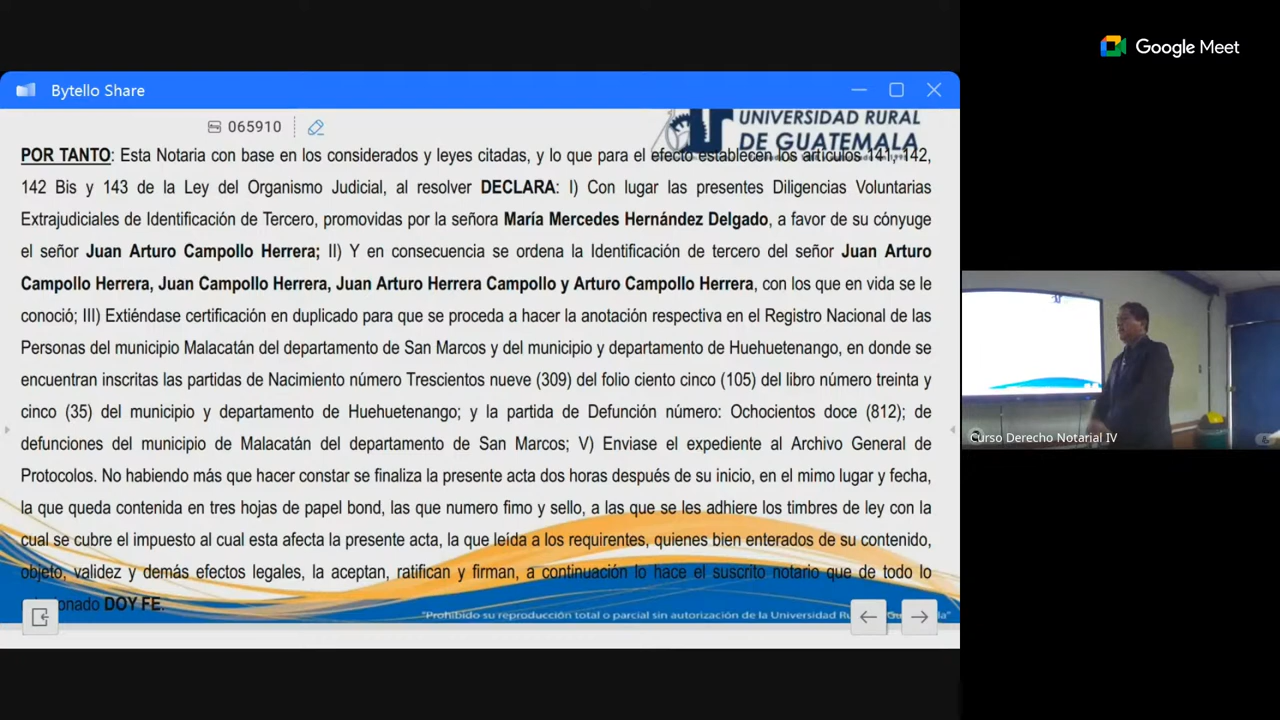 Google Meet
Bytello Share
065910
UNIVERSIDAD RURAL
DE GUATEMALA
POR TANTO: Esta Notaria con base en los considerados y leyes citadas, y lo que para el efecto establecen los artículos 141, 142,
142 Bis y 143 de la Ley del Organismo Judicial, al resolver DECLARA: I) Con lugar las presentes Diligencias Voluntarias
Extrajudiciales de Identificación de Tercero, promovidas por la señora María Mercedes Hernández Delgado, a favor de su cónyuge
el señor Juan Arturo Campollo Herrera; II) Y en consecuencia se ordena la Identificación de tercero del señor Juan Arturo
Campollo Herrera, Juan Campollo Herrera, Juan Arturo Herrera Campollo y Arturo Campollo Herrera, con los que en vida se le
conoció; III) Extiéndase certificación en duplicado para que se proceda a hacer la anotación respectiva en el Registro Nacional de las
Personas del municipio Malacatán del departamento de San Marcos y del municipio y departamento de Huehuetenango, en donde se
encuentran inscritas las partidas de Nacimiento número Trescientos nueve (309) del folio ciento cinco (105) del libro número treinta y
cinco (35) del municipio y departamento de Huehuetenango; y la partida de Defunción número: Ochocientos doce (812); de
defunciones del municipio de Malacatán del departamento de San Marcos; V) Enviase el expediente al Archivo General de
Protocolos. No habiendo más que hacer constar se finaliza la presente acta dos horas después de su inicio, en el mimo lugar y fecha,
la que queda contenida en tres hojas de papel bond, las que numero fimo y sello, a las que se les adhiere los timbres de ley con la
cual se cubre el impuesto al cual esta afecta la presente acta, la que leída a los requirentes, quienes bien enterados de su contenido,
objeto, validez y demás efectos legales, la aceptan, ratifican y firman, a continuación lo hace el suscrito notario que de todo lo
DOY FE.
"Prohibido su reproducción total o parcial sin autorización de la Universidad
Curso Derecho Notarial IV